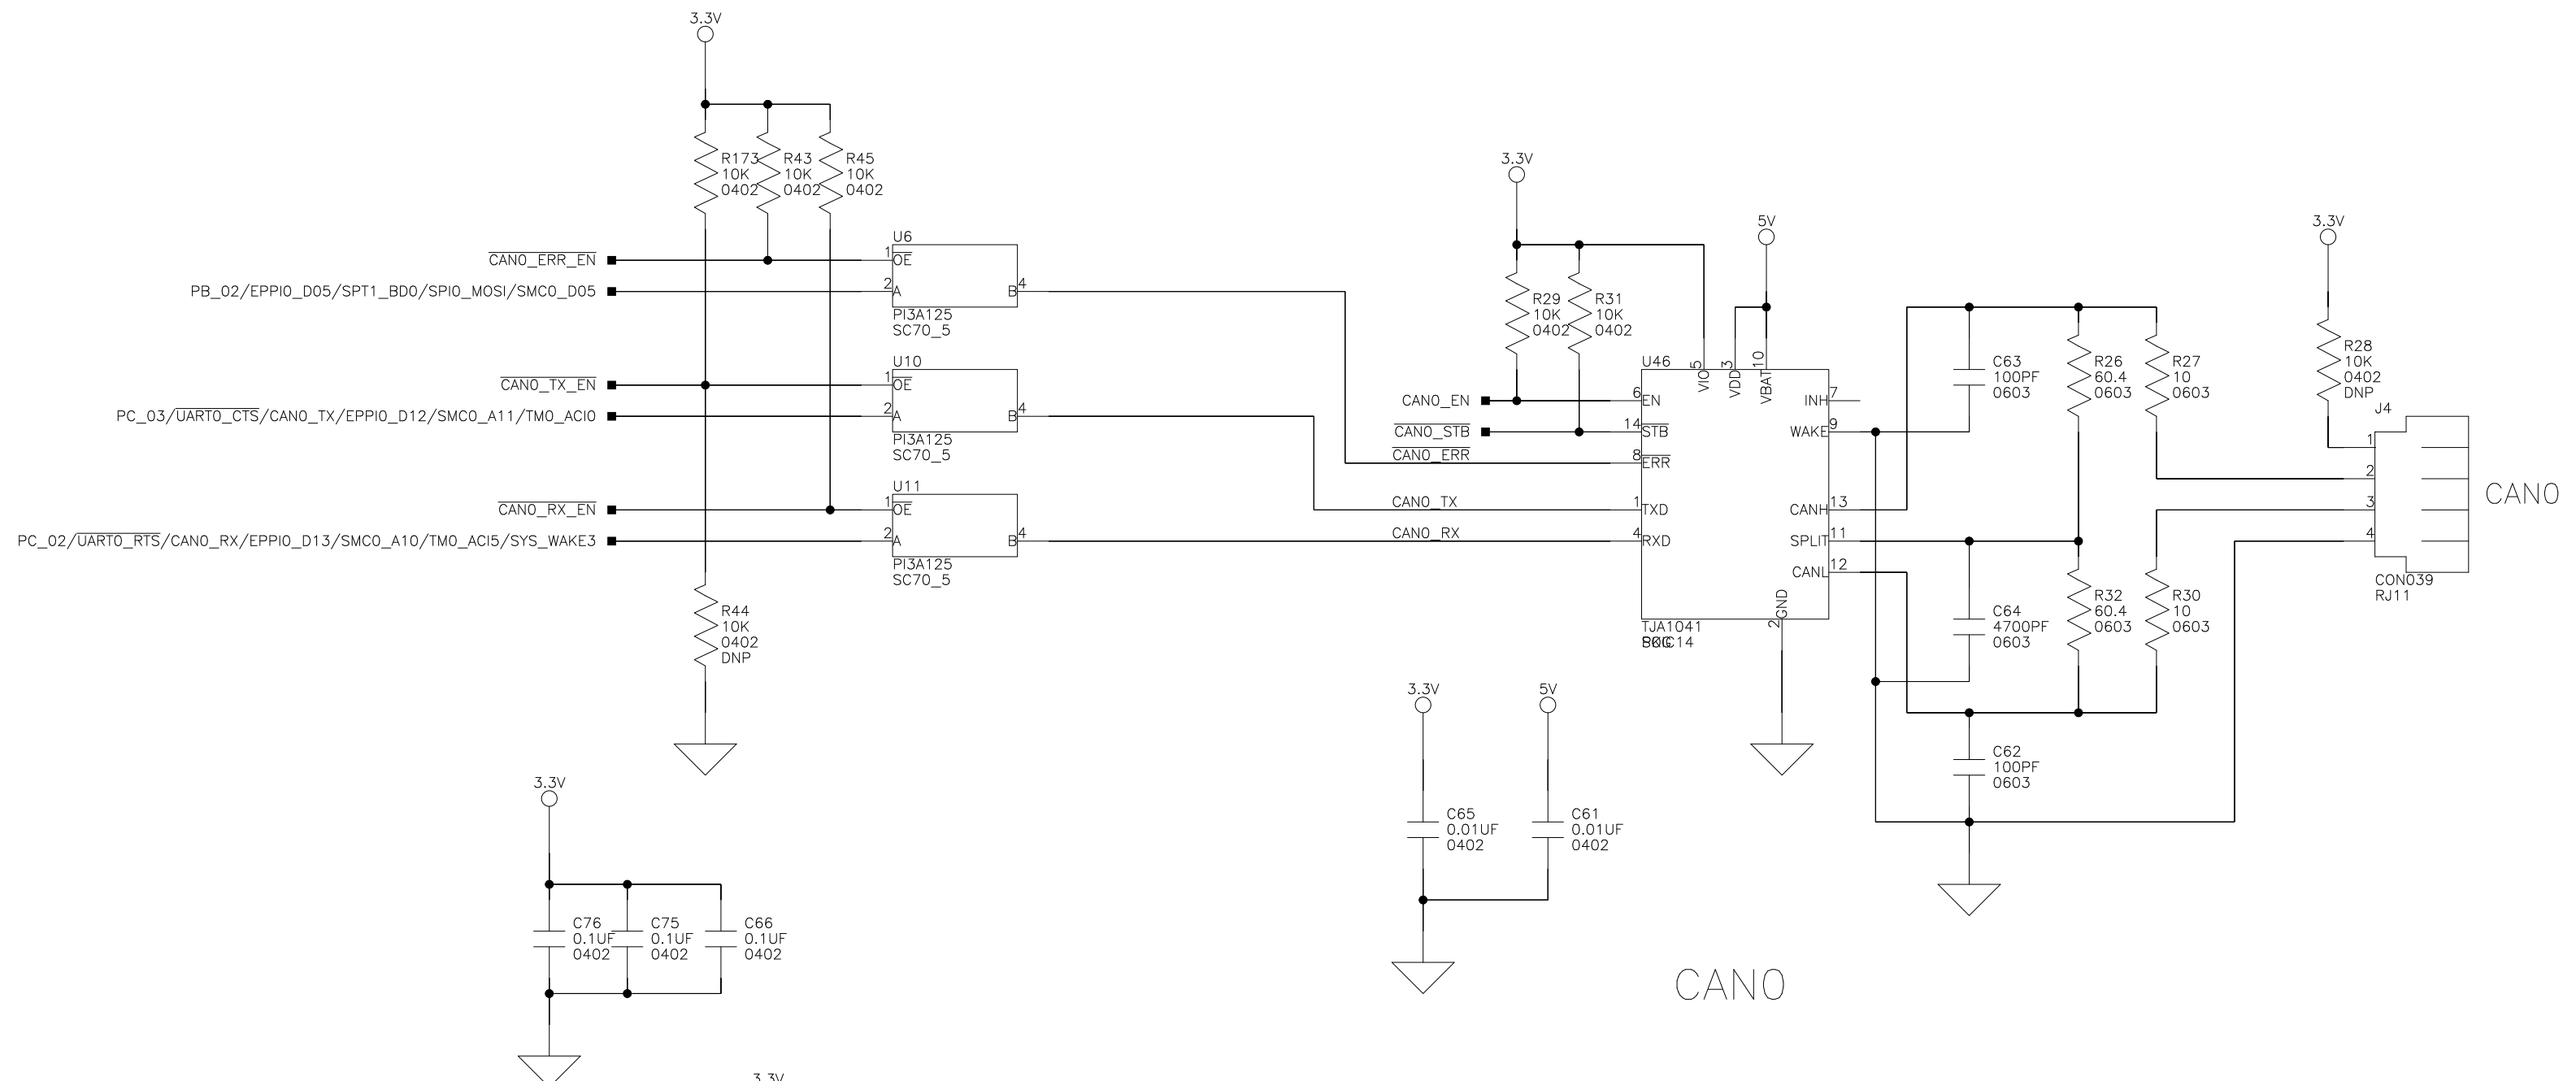 3.3V
R173
10K
0402
R43
10K
0402
R45
10K
0402
U6
CAN0_ERR_EN
1
OE
PB_02/EPPI0_D05/SPT1_BD0/SPI0_MOSI/SMC0_D05
2
A
B
4
PI3A125
SC70_5
U10
CAN0_TX_EN
1
OE
PC_03/UART0_CTS/CAN0_TX/EPPI0_D12/SMC0_A11/TM0_ACI0
2
A
B
4
PI3A125
SC70_5
U11
CAN0_RX_EN
1
OE
PC_02/UART0_RTS/CAN0_RX/EPPI0_D13/SMC0_A10/TM0_ACI5/SYS_WAKE3
2
A
B
4
PI3A125
SC70_5
R44
10K
0402
DNP
3.3V
C76
0.1UF
0402
C75
0.1UF
0402
C66
0.1UF
0402
3.3V
3.3V
R29
10K
0402
R31
10K
0402
5V
U46
5
VIO
3
VDD
10
VBAT
CAN0_EN
6
EN
CAN0_STB
14
STB
CAN0_ERR
8
ERR
CAN0_TX
1
TXD
CAN0_RX
4
RXD
INH
7
WAKE
9
CANH
13
SPLIT
11
CANL
12
GND
2
TJA1041
3.3V
5V
C65
0.01UF
0402
C61
0.01UF
0402
C63
100PF
0603
R26
60.4
0603
R27
10
0603
C64
4700PF
0603
R32
60.4
0603
R30
10
0603
C62
100PF
0603
3.3V
R28
10K
0402
DNP
J4
1
2
3
4
CON039
RJ11
CAN0
CAN0